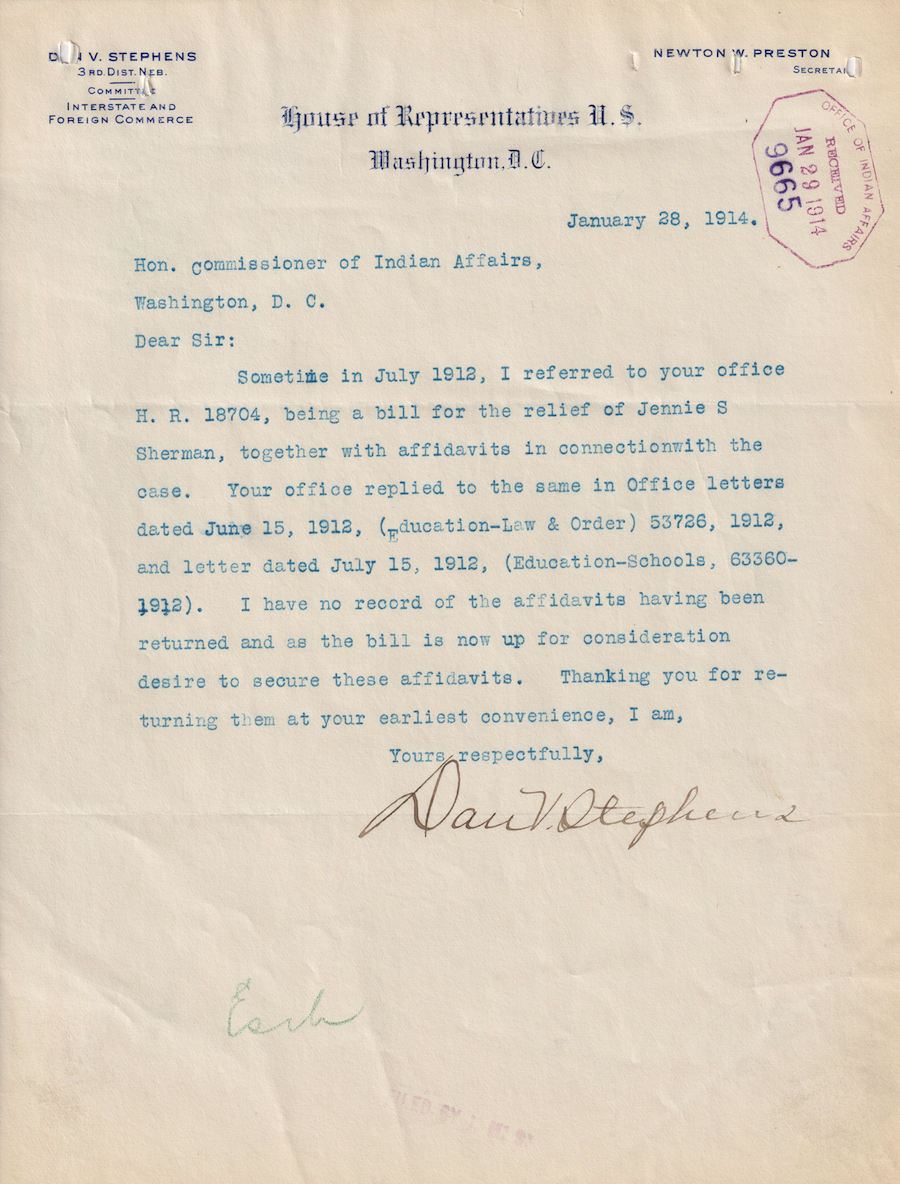 DAN V. STEPHENS
3RD. DIST. NEB.
COMMITTEE
INTERSTATE AND
FOREIGN COMMERCE
NEWTON W. PRESTON
SECRETARY
House of Representatives U.S.
Washington, D.C.
OFFICE OF INDIAN AFFAIRS
RECEIVED
JAN 29 1914
9665
January 28, 1914.
Hon. Commissioner of Indian Affairs,
Washington, D. C.
Dear Sir:
Sometime in July 1912, I referred to your office
H. R. 18704, being a bill for the relief of Jennie S
Sherman, together with affidavits in connectionwith the
case. Your office replied to the same in Office letters
dated June 15, 1912, (Education-Law & Order) 53726, 1912,
and letter dated July 15, 1912, (Education-Schools, 63360-
1912). I have no record of the affidavits having been
returned and as the bill is now up for consideration
desire to secure these affidavits. Thanking you for re-
turning them at your earliest convenience, I am,
Yours respectfully,
Dan V. Stephens
FILED BY